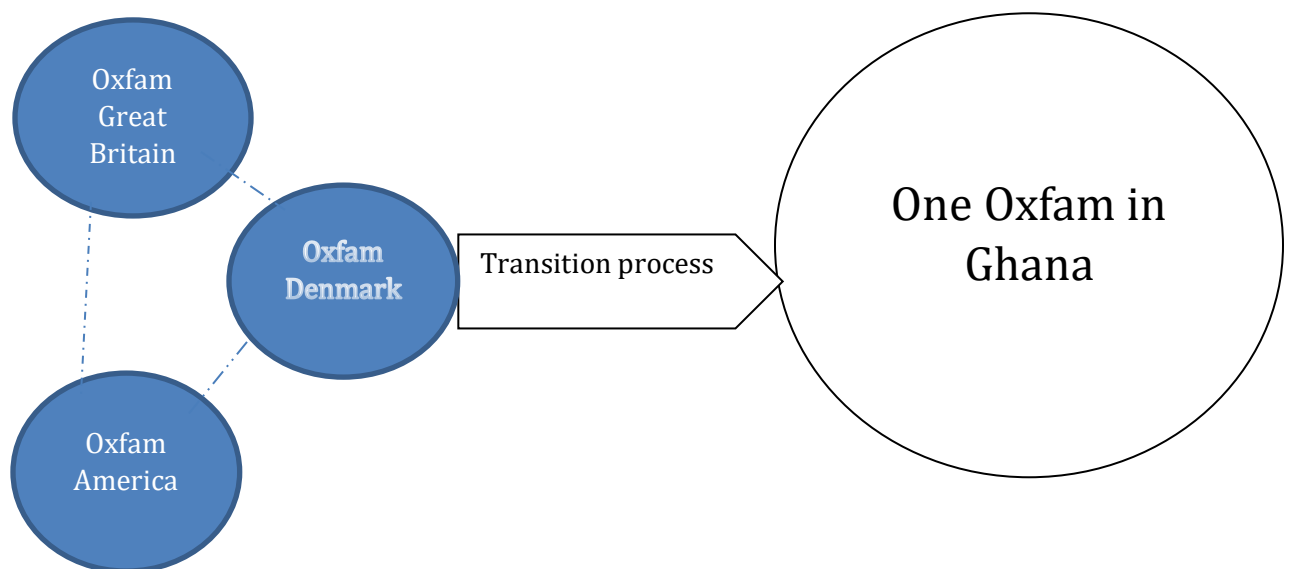 Oxfam
Great
Britain
Oxfam
Denmark
Oxfam
America
Transition process
One Oxfam in
Ghana